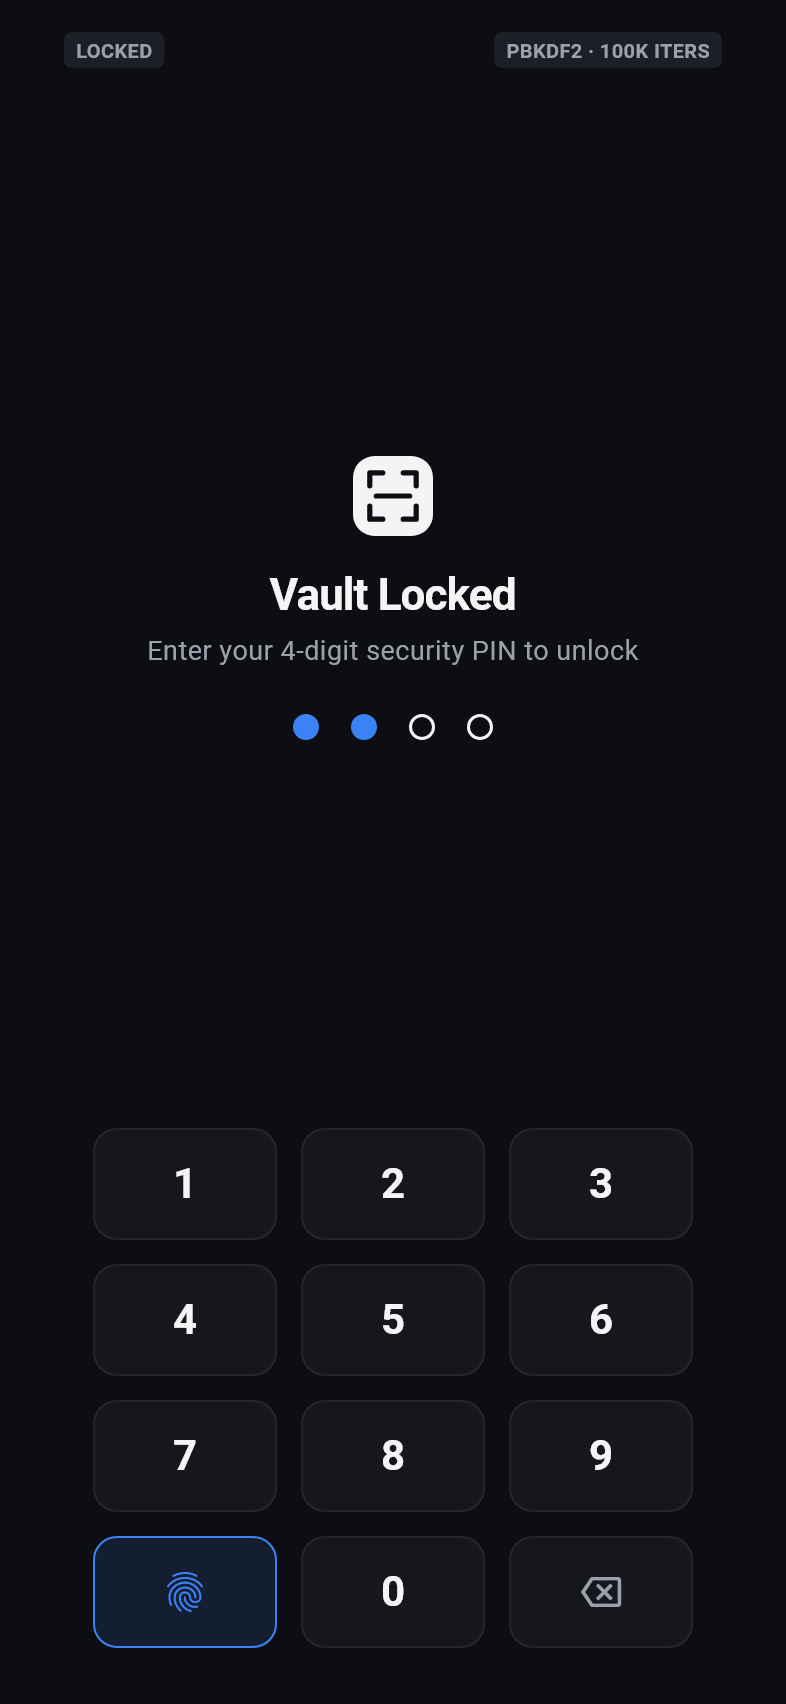 LOCKED
PBKDF2 · 100K ITERS
Vault Locked
Enter your 4-digit security PIN to unlock
1 2 3
4 5 6
7 8 9
0